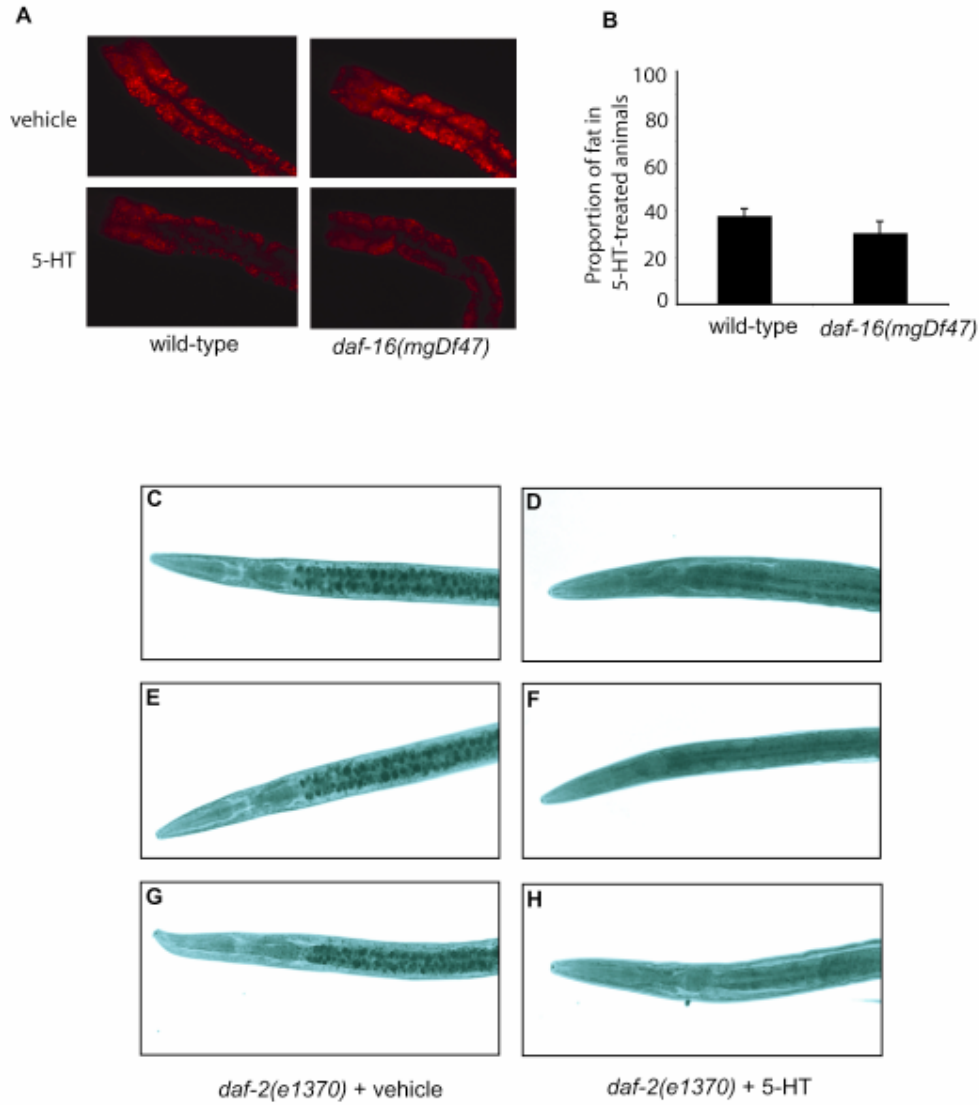 A
vehicle
5-HT
wild-type
daf-16(mgDf47)
B
Proportion of fat in
5-HT-treated animals
100
80
60
40
20
0
wild-type
daf-16(mgDf47)
C
D
E
F
G
H
daf-2(e1370) + vehicle
daf-2(e1370) + 5-HT